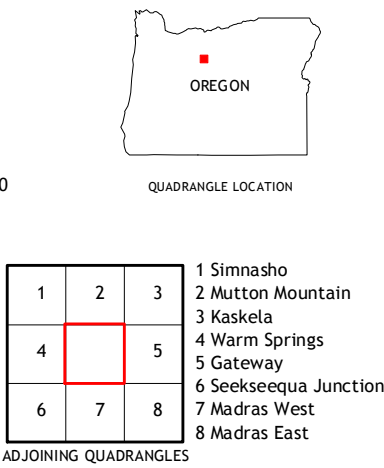 OREGON
0
QUADRANGLE LOCATION
1 2 3
4 5
6 7 8
1 Simnasho
2 Mutton Mountain
3 Kaskela
4 Warm Springs
5 Gateway
6 Seekseequa Junction
7 Madras West
8 Madras East
ADJOINING QUADRANGLES